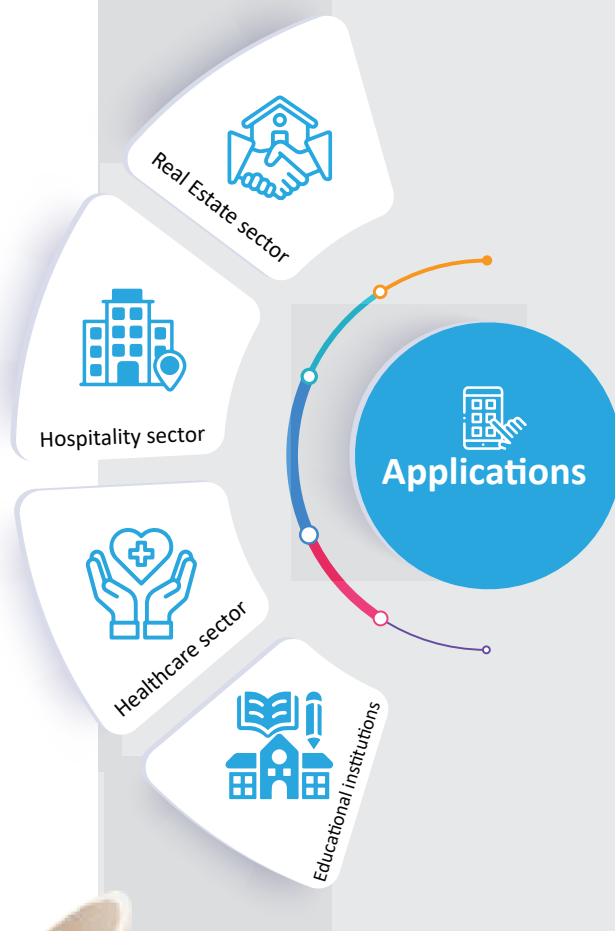 Real Estate sector
Hospitality sector
Applications
Healthcare sector
Educational institutions